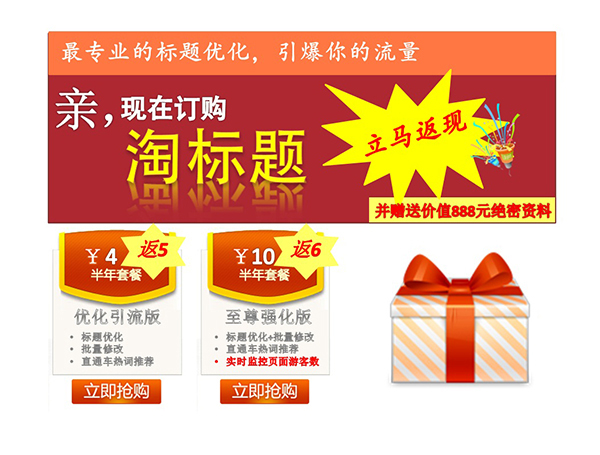 最专业的标题优化，引爆你的流量
亲，现在订购
淘标题
立马返现
并赠送价值888元绝密资料
￥4 返5
半年套餐
优化引流版
• 标题优化
• 批量修改
• 直通车热词推荐
立即抢购
￥10 返6
半年套餐
至尊强化版
• 标题优化+批量修改
• 直通车热词推荐
• 实时监控页面游客数
立即抢购